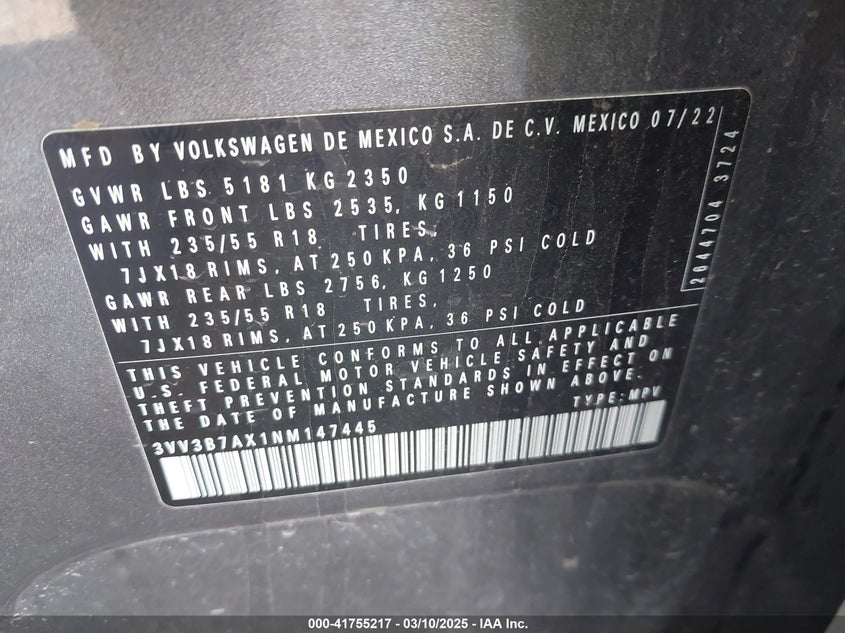 MFD BY VOLKSWAGEN DE MEXICO S.A. DE C.V. MEXICO 07/22
GVWR LBS 5181 KG 2350
GAWR FRONT LBS 2535, KG 1150
WITH 235/55 R18 TIRES,
7JX18 RIMS, AT 250 KPA, 36 PSI COLD
GAWR REAR LBS 2756, KG 1250
WITH 235/55 R18 TIRES,
7JX18 RIMS, AT 250 KPA, 36 PSI COLD
THIS VEHICLE CONFORMS TO ALL APPLICABLE
U.S. FEDERAL MOTOR VEHICLE SAFETY AND
THEFT PREVENTION STANDARDS IN EFFECT ON
THE DATE OF MANUFACTURE SHOWN ABOVE.
3VV3B7AX1NM147445 TYPE: MPV
2644704 3724
000-41755217 - 03/10/2025 - IAA Inc.